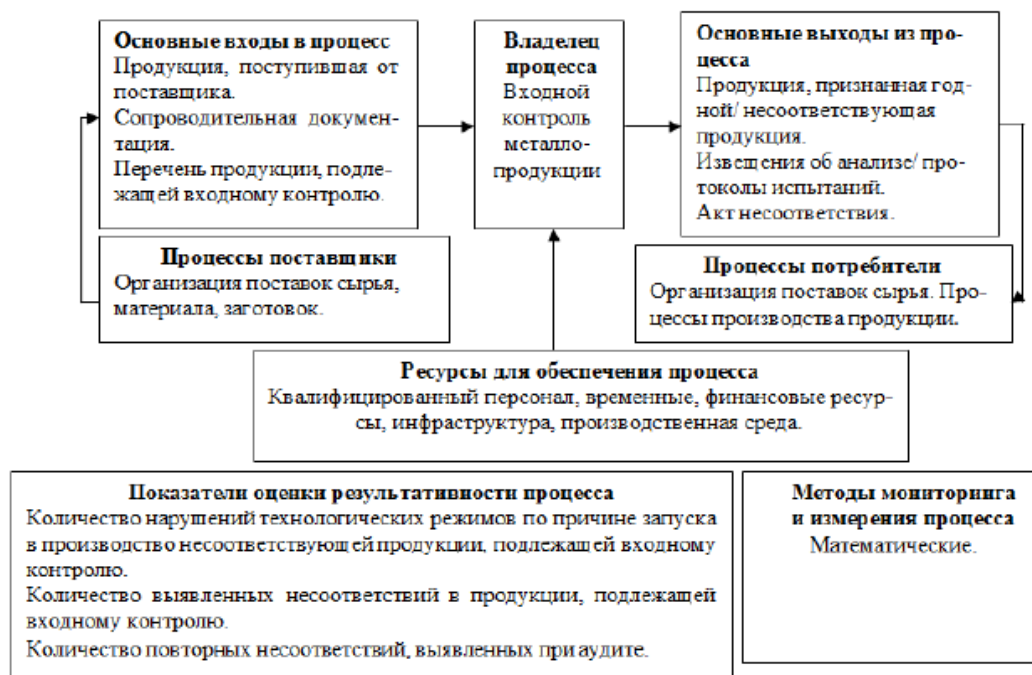 Основные входы в процесс
Продукция, поступившая от
поставщика.
Сопроводительная документ-
тация.
Перечень продукции, подле-
жащей входному контролю.
Владелец
процесса
Входной
контроль
металло-
продукции
Основные выходы из про-
цесса
Продукция, признанная год-
ной/ несоответствующая
продукция.
Извещения об анализе/ про-
токолы испытаний.
Акт несоответствия.
Процессы поставщики
Организация поставок сырья,
материала, заготовок.
Процессы потребители
Организация поставок сырья. Про-
цессы производства продукции.
Ресурсы для обеспечения процесса
Квалифицированный персонал, временные, финансовые ресур-
сы, инфраструктура, производственная среда.
Показатели оценки результативности процесса
Количество нарушений технологических режимов по причине запуска
в производство несоответствующей продукции, подлежащей входному
контролю.
Количество выявленных несоответствий в продукции, подлежащей
входному контролю.
Количество повторных несоответствий, выявленных при аудите.
Методы мониторинга
и измерения процесса
Математические.